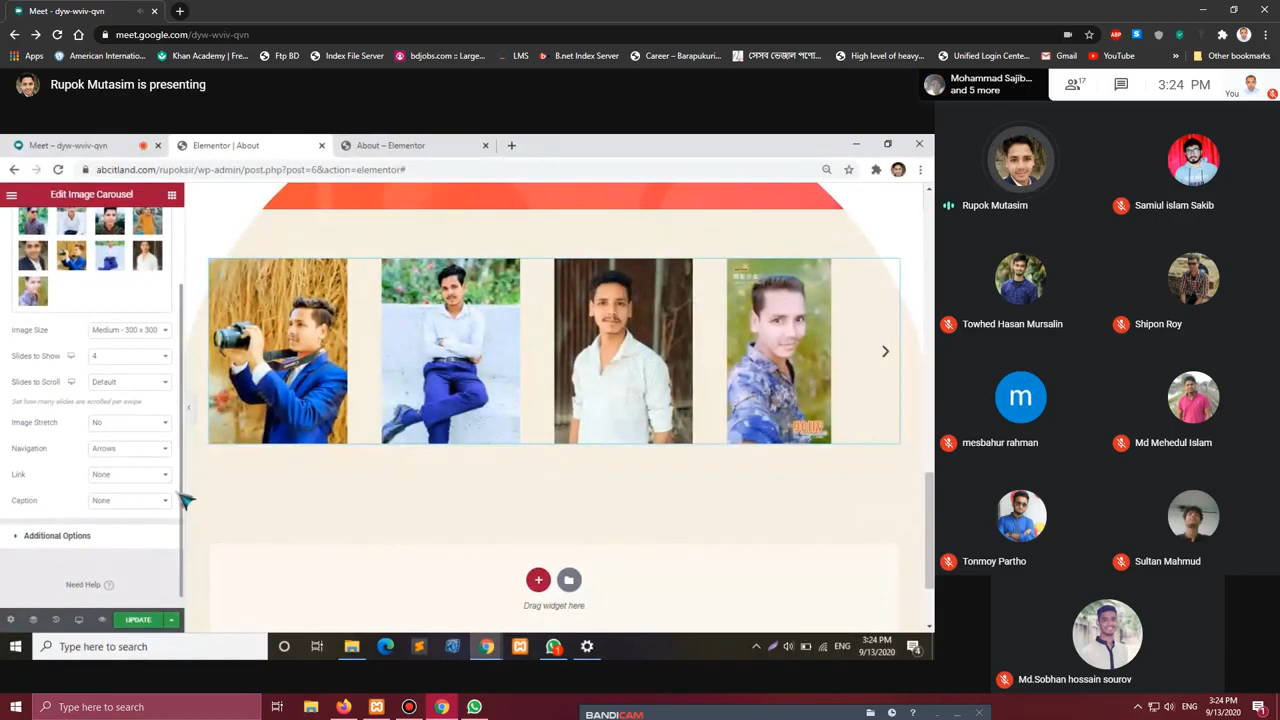 Meet - dyw-wviv-qvn
meet.google.com/dyw-wviv-qvn
Apps
American Internatio...
Khan Academy | Fre...
Ftp BD
Index File Server
bdjobs.com :: Large...
LMS
B.net Index Server
Career – Barapukuri...
সেসব ভেজাল পণ্যে...
High level of heavy...
Unified Login Cente...
Gmail
YouTube
»
Other bookmarks
ABP
Rupok Mutasim is presenting
Mohammad Sajib...
and 5 more
17
3:24 PM
You
Meet – dyw-wviv-qvn
Elementor | About
About – Elementor
abcitland.com/rupoksir/wp-admin/post.php?post=6&action=elementor#
Edit Image Carousel
Image Size
Medium - 300 x 300
Slides to Show
4
Slides to Scroll
Default
Set how many slides are scrolled per swipe
Image Stretch
No
Navigation
Arrows
Link
None
Caption
None
Additional Options
Need Help
UPDATE
Drag widget here
Rupok Mutasim
Samiul islam Sakib
Towhed Hasan Mursalin
Shipon Roy
m
mesbahur rahman
Md Mehedul Islam
Tonmoy Partho
Sultan Mahmud
Md.Sobhan hossain sourov
Type here to search
ENG
3:24 PM
9/13/2020
4
Type here to search
BANDICAM
ENG
3:24 PM
9/13/2020
1